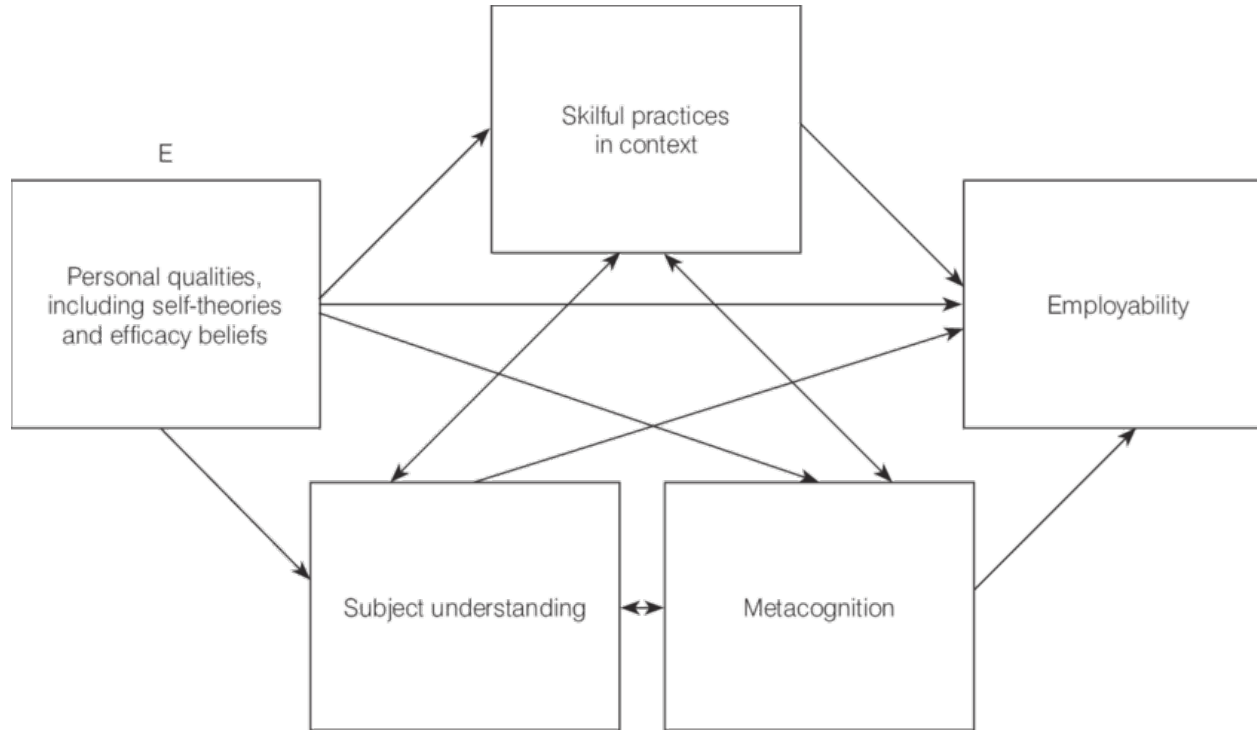 Skilful practices
in context
E
Personal qualities,
including self-theories
and efficacy beliefs
Employability
Subject understanding
Metacognition